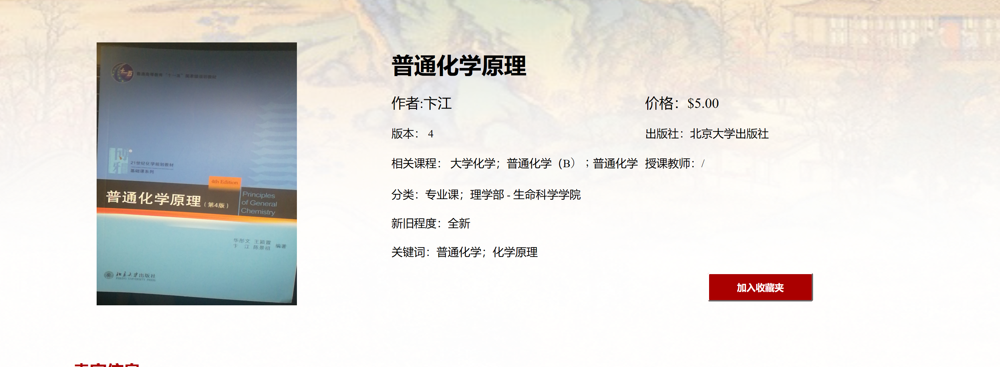 十一五
普通高等教育“十一五”国家级规划教材
博雅
21世纪化学规划教材
基础课系列
4th Edition
普通化学原理（第4版）
Principles
of General
Chemistry
华彤文 王颖霞
卞 江 陈景祖 编著
北京大学出版社
PEKING UNIVERSITY PRESS
普通化学原理
作者:卞江 价格：$5.00
版本： 4 出版社：北京大学出版社
相关课程： 大学化学；普通化学（B）；普通化学 授课教师：/
分类：专业课；理学部 - 生命科学学院
新旧程度：全新
关键词：普通化学；化学原理
加入收藏夹